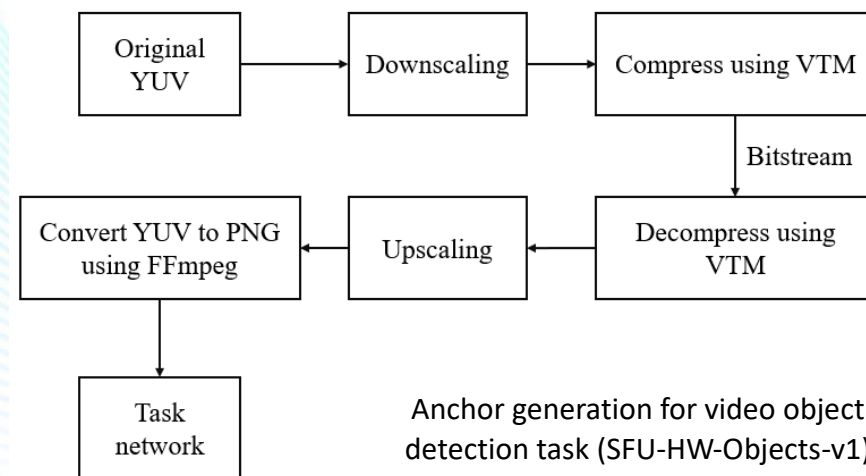 Original
YUV
Downscaling
Compress using VTM
Bitstream
Decompress using
VTM
Upscaling
Convert YUV to PNG
using FFmpeg
Task
network
Anchor generation for video object
detection task (SFU-HW-Objects-v1)